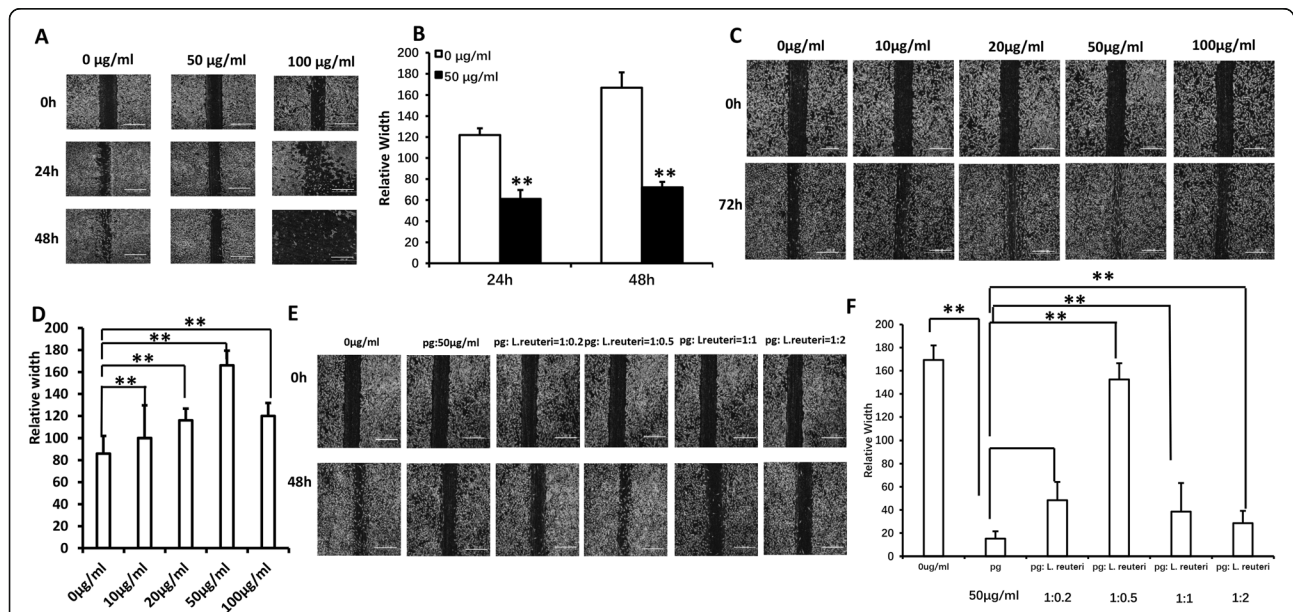 A
0 µg/ml 50 µg/ml 100 µg/ml
0h
24h
48h
B
200
180
160
140
120
100
80
60
40
20
0
Relative Width
0 µg/ml
50 µg/ml
**
**
24h 48h
C
0µg/ml 10µg/ml 20µg/ml 50µg/ml 100µg/ml
0h
72h
D
200
180
160
140
120
100
80
60
40
20
0
Relative width
**
**
**
**
0µg/ml 10µg/ml 20µg/ml 50µg/ml 100µg/ml
E
0µg/ml pg:50µg/ml pg: L.reuteri=1:0.2 pg: L.reuteri=1:0.5 pg: Lreuteri=1:1 pg: L.reuteri=1:2
0h
48h
F
200
180
160
140
120
100
80
60
40
20
0
Relative Width
**
**
**
**
0ug/ml pg pg: L. reuteri pg: L. reuteri pg: L. reuteri pg: L. reuteri
50µg/ml 1:0.2 1:0.5 1:1 1:2